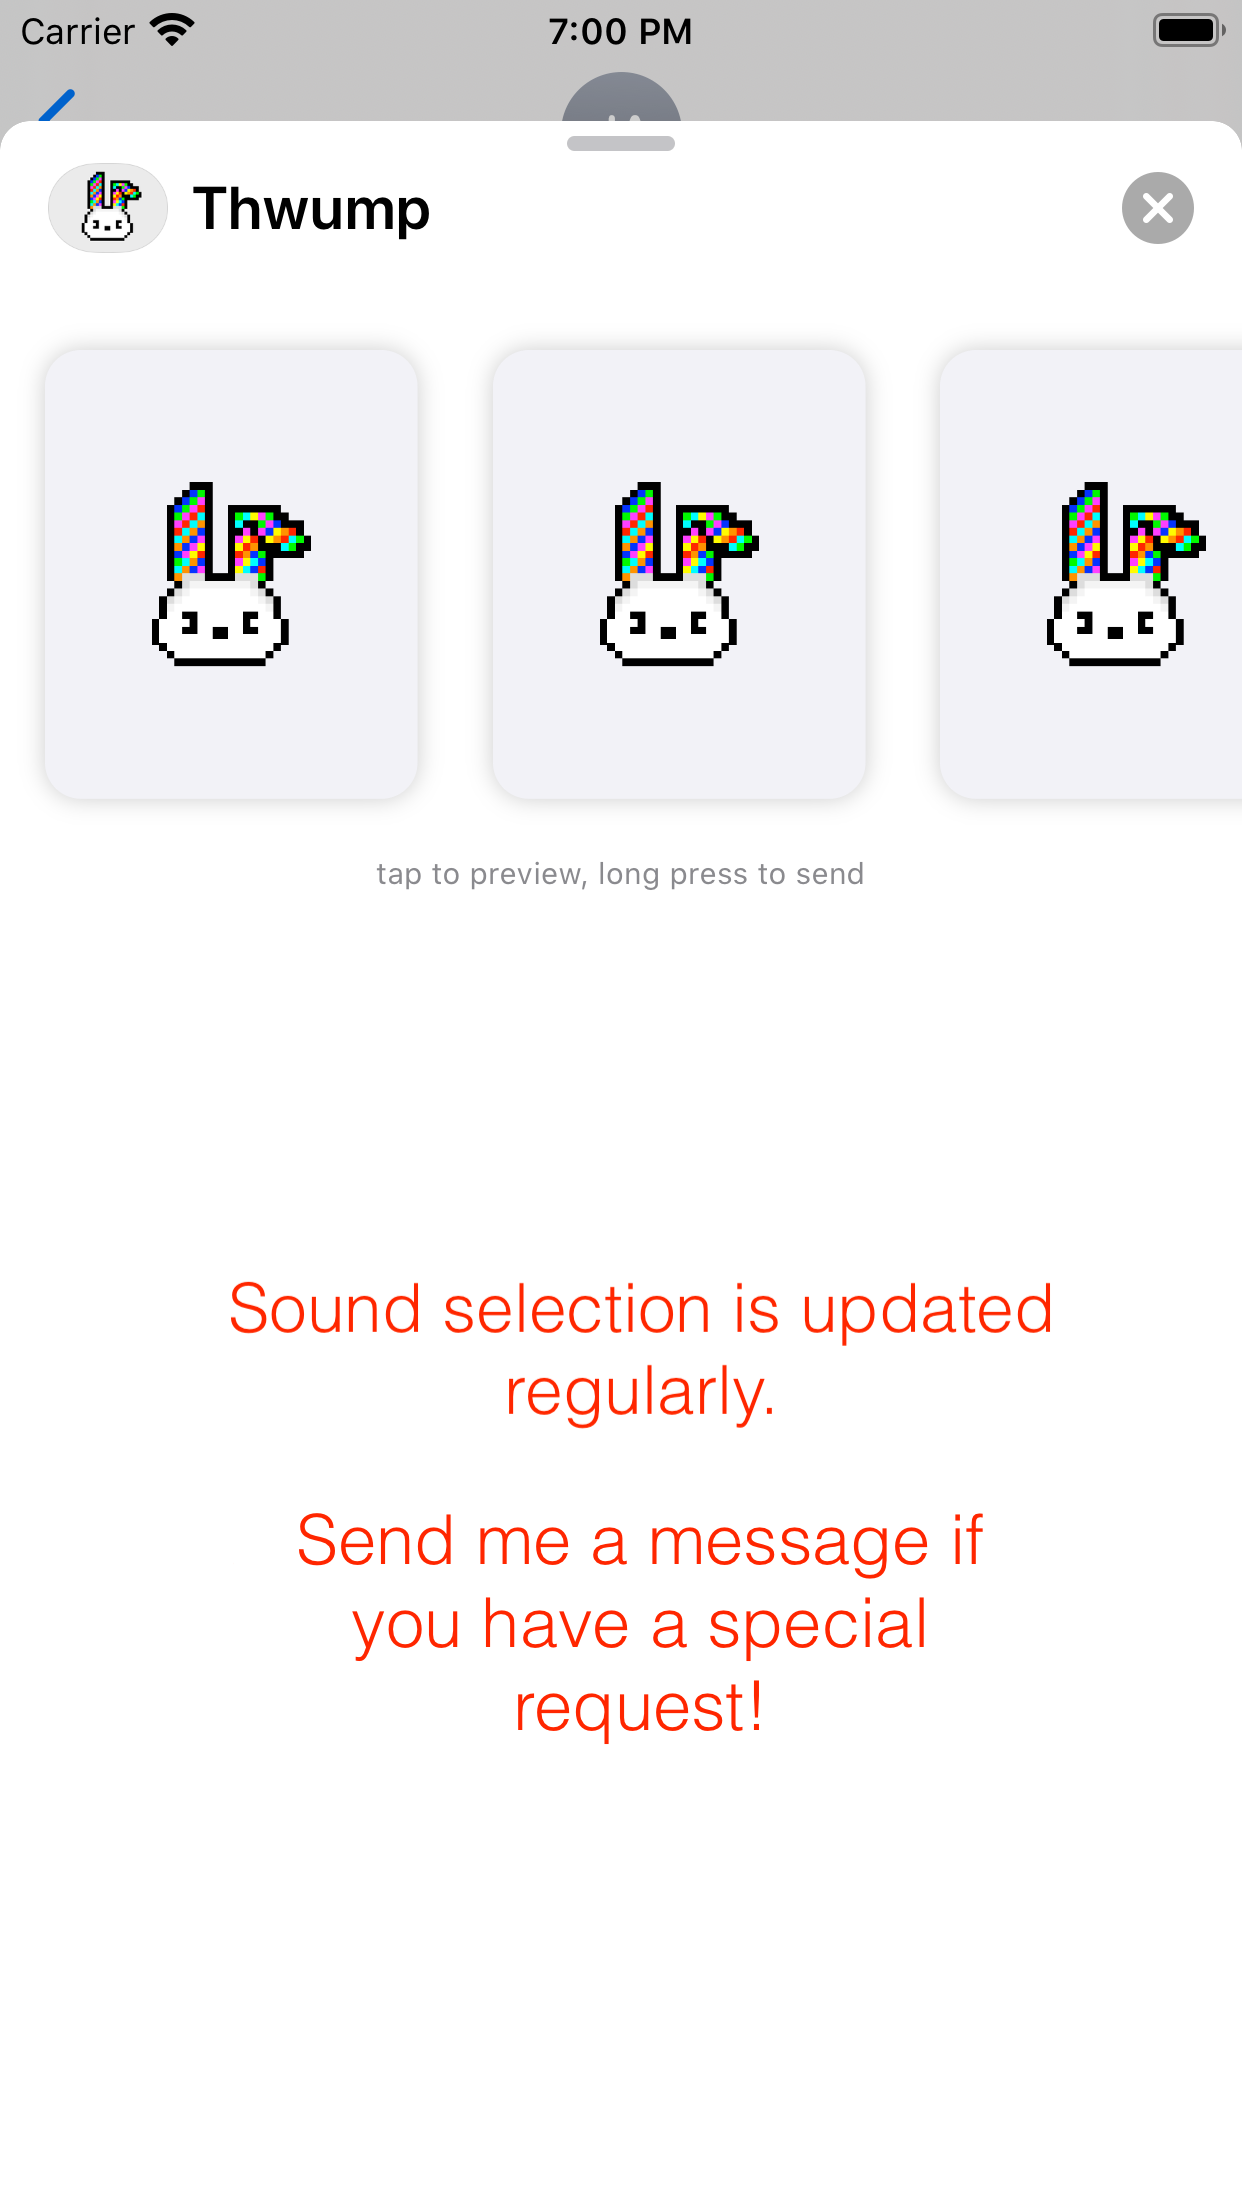 Carrier
7:00 PM
Thwump
tap to preview, long press to send
Sound selection is updated
regularly.
Send me a message if
you have a special
request!